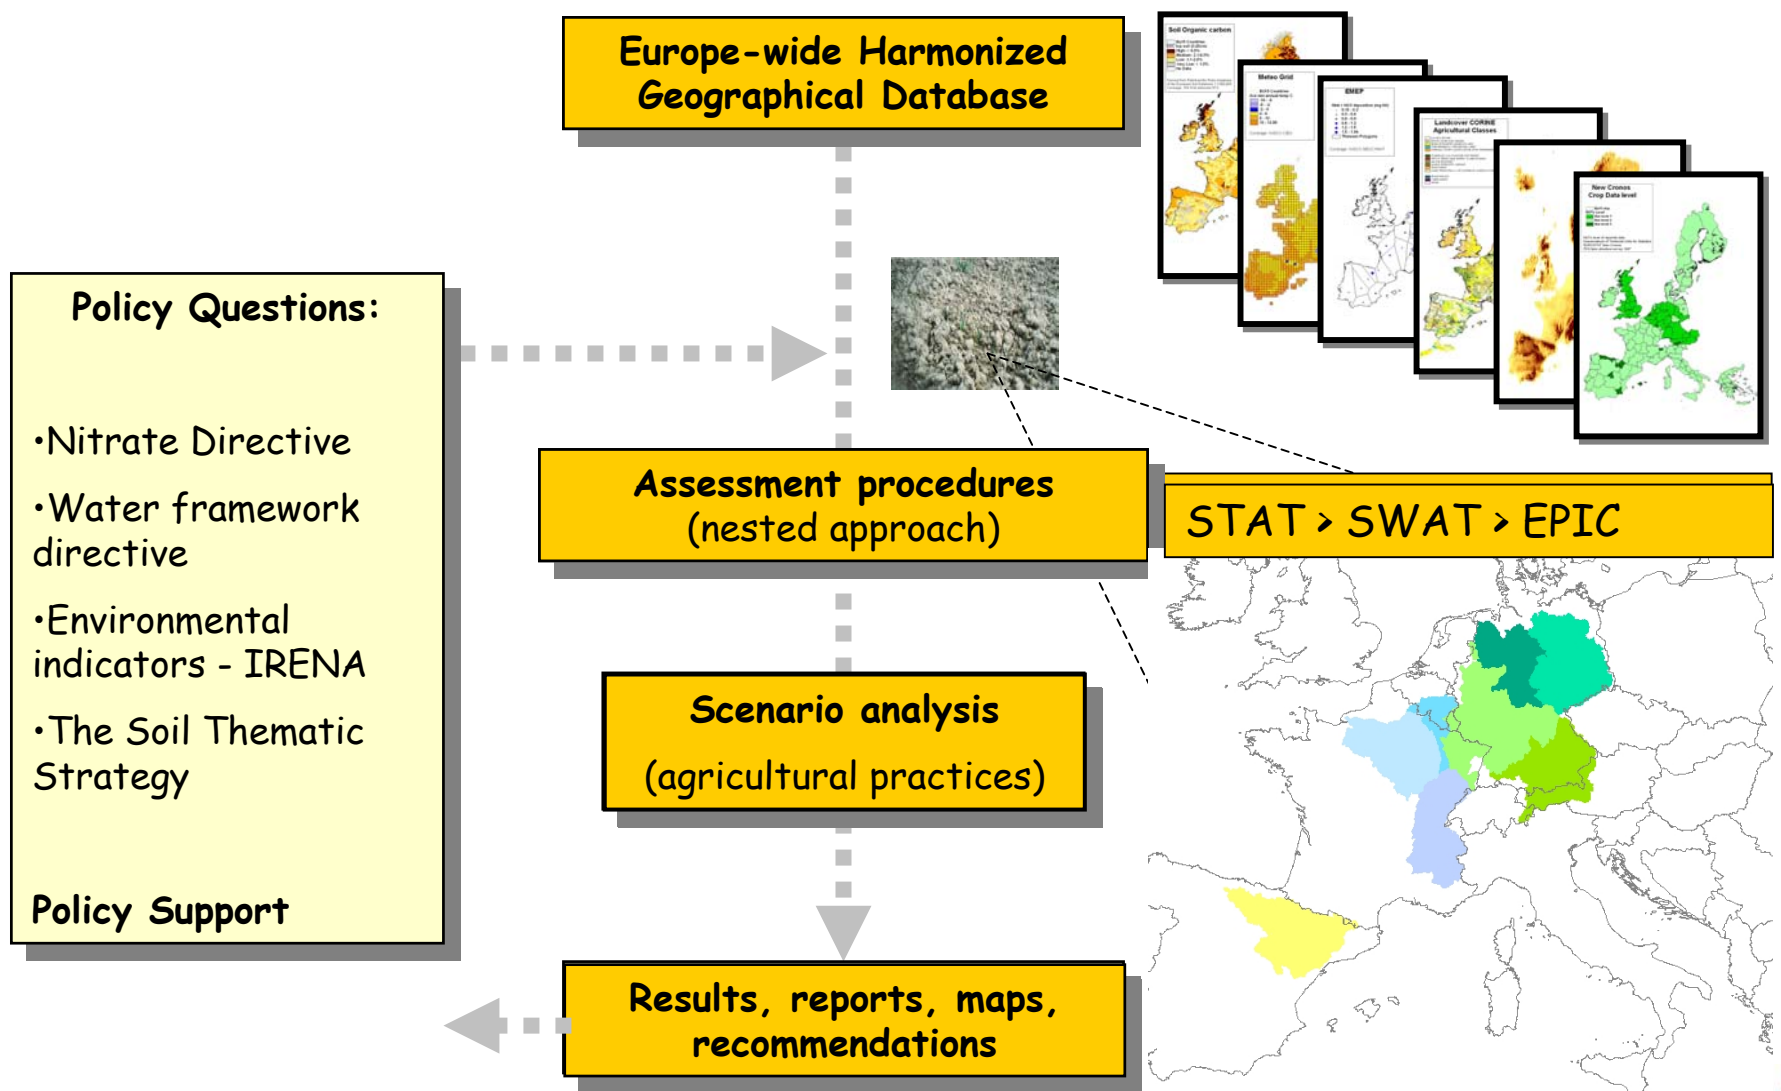 Europe-wide Harmonized
Geographical Database
Soil Organic carbon
Meteo Grid
EMEP
Landcover CORINE
Agricultural Classes
New Cronos
Crop Data level
Policy Questions:
•Nitrate Directive
•Water framework
directive
•Environmental
indicators - IRENA
•The Soil Thematic
Strategy
Policy Support
Assessment procedures
(nested approach)
STAT > SWAT > EPIC
Scenario analysis
(agricultural practices)
Results, reports, maps,
recommendations